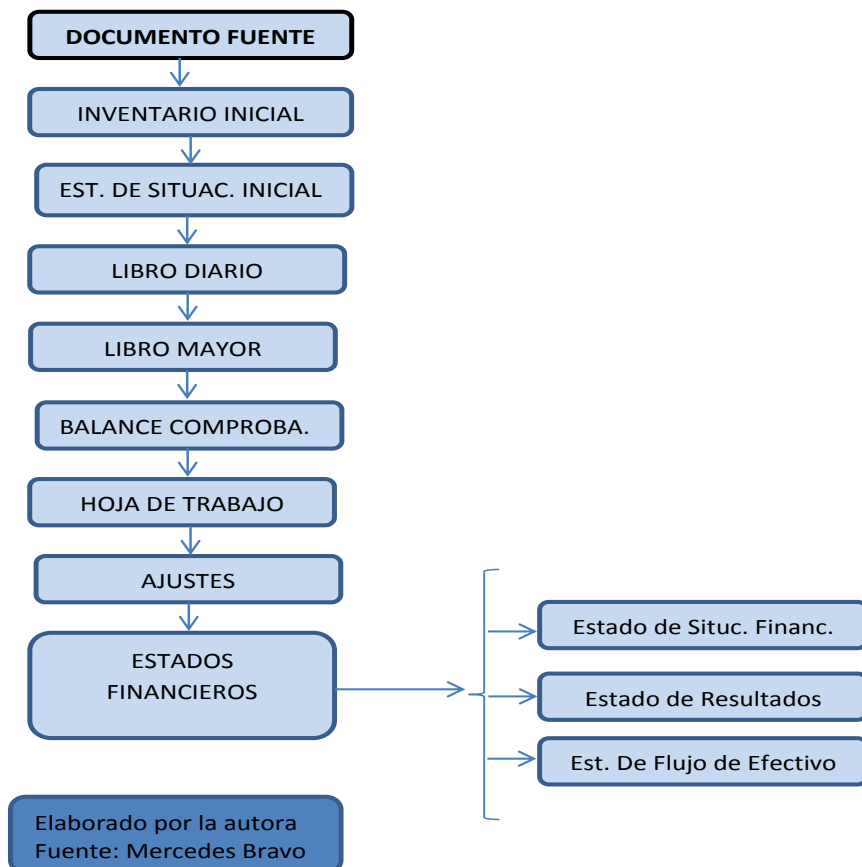 DOCUMENTO FUENTE
INVENTARIO INICIAL
EST. DE SITUAC. INICIAL
LIBRO DIARIO
LIBRO MAYOR
BALANCE COMPROBA.
HOJA DE TRABAJO
AJUSTES
ESTADOS
FINANCIEROS
Estado de Situc. Financ.
Estado de Resultados
Est. De Flujo de Efectivo
Elaborado por la autora
Fuente: Mercedes Bravo